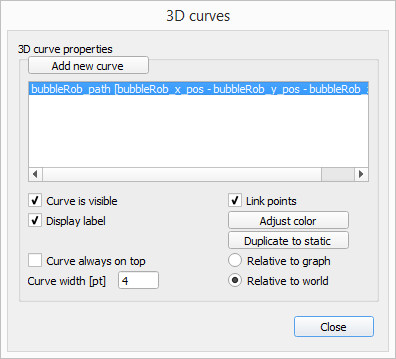 3D curves
3D curve properties
Add new curve
bubbleRob_path [bubbleRob_x_pos - bubbleRob_y_pos - bubbleRob_
Curve is visible
Link points
Display label
Adjust color
Duplicate to static
Curve always on top
Relative to graph
Curve width [pt]
4
Relative to world
Close